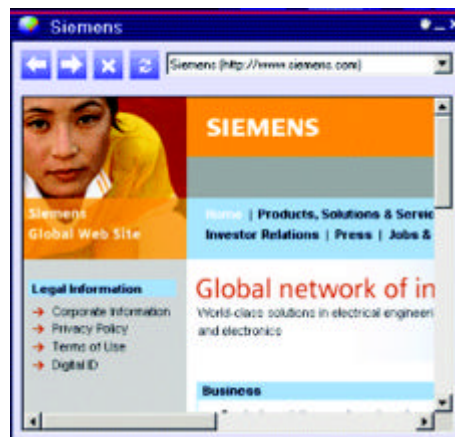 Siemens
Siemens (http://www.siemens.com)
SIEMENS
Siemens
Global Web Site
Home | Products, Solutions & Servic
Investor Relations | Press | Jobs &
Legal Information
→ Corporate Information
→ Privacy Policy
→ Terms of Use
→ Digital ID
Global network of in
World-class solutions in electrical engineeri
and electronics
Business